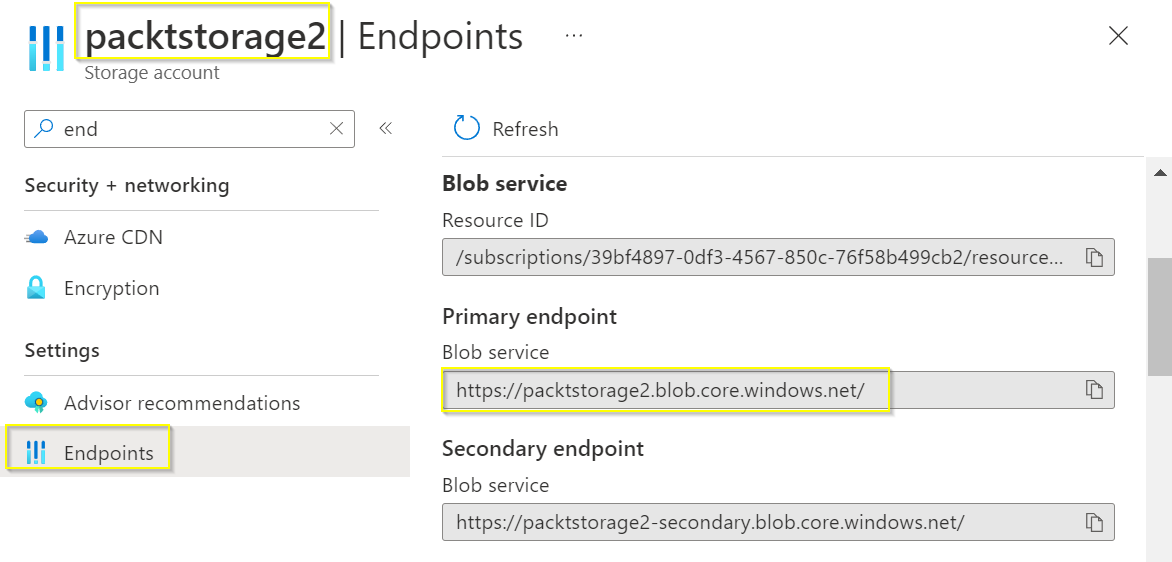 packtstorage2 | Endpoints ...
Storage account
end
Refresh
Security + networking
Azure CDN
Encryption
Settings
Advisor recommendations
Endpoints
Blob service
Resource ID
/subscriptions/39bf4897-0df3-4567-850c-76f58b499cb2/resource...
Primary endpoint
Blob service
https://packtstorage2.blob.core.windows.net/
Secondary endpoint
Blob service
https://packtstorage2-secondary.blob.core.windows.net/